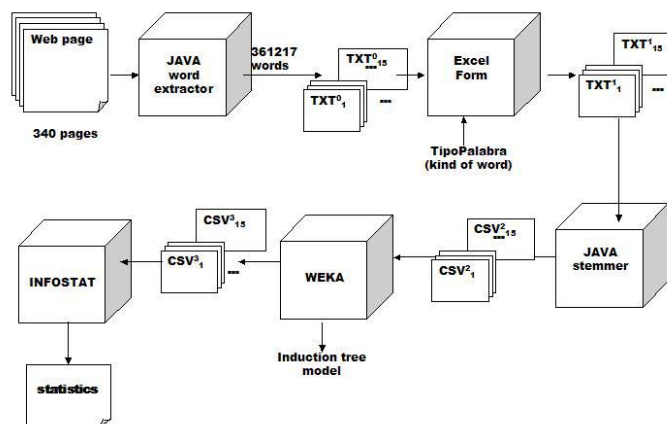 Web page
340 pages
JAVA
word
extractor
361217
words
TXT⁰₁₅
---
TXT⁰₁
---
Excel
Form
TipoPalabra
(kind of word)
TXT¹₁₅
TXT¹₁
---
JAVA
stemmer
CSV²₁₅
---
CSV²₁
WEKA
Induction tree
model
CSV³₁₅
CSV³₁
---
INFOSTAT
statistics